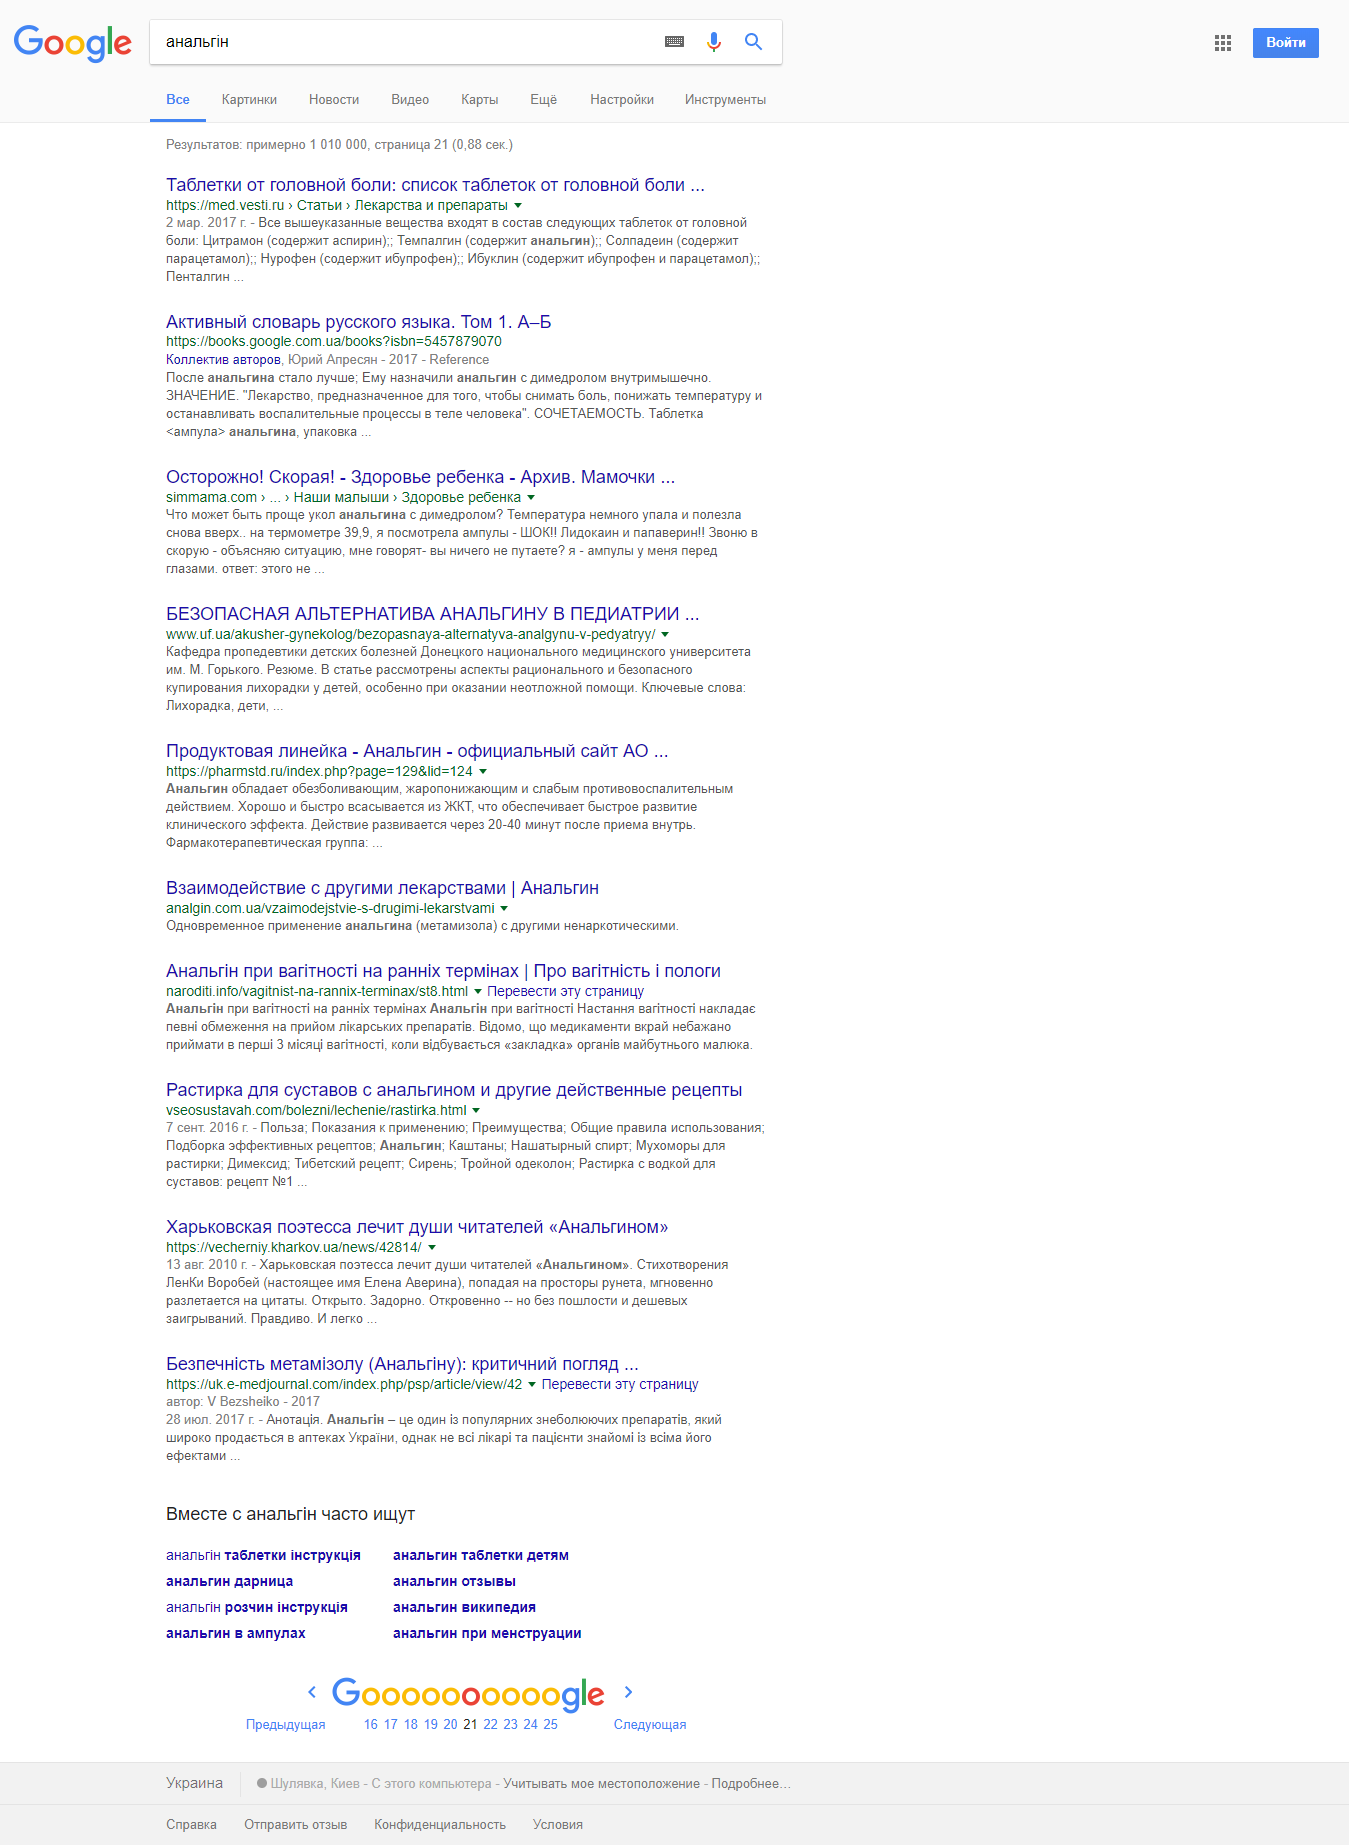 Google
анальгін
Войти
Все Картинки Новости Видео Карты Ещё Настройки Инструменты
Результатов: примерно 1 010 000, страница 21 (0,88 сек.)
Таблетки от головной боли: список таблеток от головной боли ...
https://med.vesti.ru › Статьи › Лекарства и препараты
2 мар. 2017 г. - Все вышеуказанные вещества входят в состав следующих таблеток от головной
боли: Цитрамон (содержит аспирин);; Темпалгин (содержит анальгин);; Солпадеин (содержит
парацетамол);; Нурофен (содержит ибупрофен);; Ибуклин (содержит ибупрофен и парацетамол);;
Пенталгин ...
Активный словарь русского языка. Том 1. А–Б
https://books.google.com.ua/books?isbn=5457879070
Коллектив авторов, Юрий Апресян - 2017 - Reference
После анальгина стало лучше; Ему назначили анальгин с димедролом внутримышечно.
ЗНАЧЕНИЕ. "Лекарство, предназначенное для того, чтобы снимать боль, понижать температуру и
останавливать воспалительные процессы в теле человека". СОЧЕТАЕМОСТЬ. Таблетка
<ампула> анальгина, упаковка ...
Осторожно! Скорая! - Здоровье ребенка - Архив. Мамочки ...
simmama.com › ... › Наши малыши › Здоровье ребенка
Что может быть проще укол анальгина с димедролом? Температура немного упала и полезла
снова вверх.. на термометре 39,9, я посмотрела ампулы - ШОК!! Лидокаин и папаверин!! Звоню в
скорую - объясняю ситуацию, мне говорят- вы ничего не путаете? я - ампулы у меня перед
глазами. ответ: этого не ...
БЕЗОПАСНАЯ АЛЬТЕРНАТИВА АНАЛЬГИНУ В ПЕДИАТРИИ ...
www.uf.ua/akusher-gynekolog/bezopasnaya-alternatyva-analgynu-v-pedyatryy/
Кафедра пропедевтики детских болезней Донецкого национального медицинского университета
им. М. Горького. Резюме. В статье рассмотрены аспекты рационального и безопасного
купирования лихорадки у детей, особенно при оказании неотложной помощи. Ключевые слова:
Лихорадка, дети, ...
Продуктовая линейка - Анальгин - официальный сайт АО ...
https://pharmstd.ru/index.php?page=129&lid=124
Анальгин обладает обезболивающим, жаропонижающим и слабым противовоспалительным
действием. Хорошо и быстро всасывается из ЖКТ, что обеспечивает быстрое развитие
клинического эффекта. Действие развивается через 20-40 минут после приема внутрь.
Фармакотерапевтическая группа: ...
Взаимодействие с другими лекарствами | Анальгин
analgin.com.ua/vzaimodejstvie-s-drugimi-lekarstvami
Одновременное применение анальгина (метамизола) с другими ненаркотическими.
Анальгін при вагітності на ранніх термінах | Про вагітність і пологи
naroditi.info/vagitnist-na-rannix-terminax/st8.html Перевести эту страницу
Анальгін при вагітності на ранніх термінах Анальгін при вагітності Настання вагітності накладає
певні обмеження на прийом лікарських препаратів. Відомо, що медикаменти вкрай небажано
приймати в перші 3 місяці вагітності, коли відбувається «закладка» органів майбутнього малюка.
Растирка для суставов с анальгином и другие действенные рецепты
vseosustavah.com/bolezni/lechenie/rastirka.html
7 сент. 2016 г. - Польза; Показания к применению; Преимущества; Общие правила использования;
Подборка эффективных рецептов; Анальгин; Каштаны; Нашатырный спирт; Мухоморы для
растирки; Димексид; Тибетский рецепт; Сирень; Тройной одеколон; Растирка с водкой для
суставов: рецепт №1 ...
Харьковская поэтесса лечит души читателей «Анальгином»
https://vecherniy.kharkov.ua/news/42814/
13 авг. 2010 г. - Харьковская поэтесса лечит души читателей «Анальгином». Стихотворения
ЛенКи Воробей (настоящее имя Елена Аверина), попадая на просторы рунета, мгновенно
разлетается на цитаты. Открыто. Задорно. Откровенно -- но без пошлости и дешевых
заигрываний. Правдиво. И легко ...
Безпечність метамізолу (Анальгіну): критичний погляд ...
https://uk.e-medjournal.com/index.php/psp/article/view/42 Перевести эту страницу
автор: V Bezsheiko - 2017
28 июл. 2017 г. - Анотація. Анальгін – це один із популярних знеболюючих препаратів, який
широко продається в аптеках України, однак не всі лікарі та пацієнти знайомі із всіма його
ефектами ...
Вместе с анальгін часто ищут
анальгін таблетки інструкція анальгин таблетки детям
анальгин дарница анальгин отзывы
анальгін розчин інструкція анальгин википедия
анальгин в ампулах анальгин при менструации
Goooooooooogle
Предыдущая 16 17 18 19 20 21 22 23 24 25 Следующая
Украина Шулявка, Киев - С этого компьютера - Учитывать мое местоположение - Подробнее…
Справка Отправить отзыв Конфиденциальность Условия